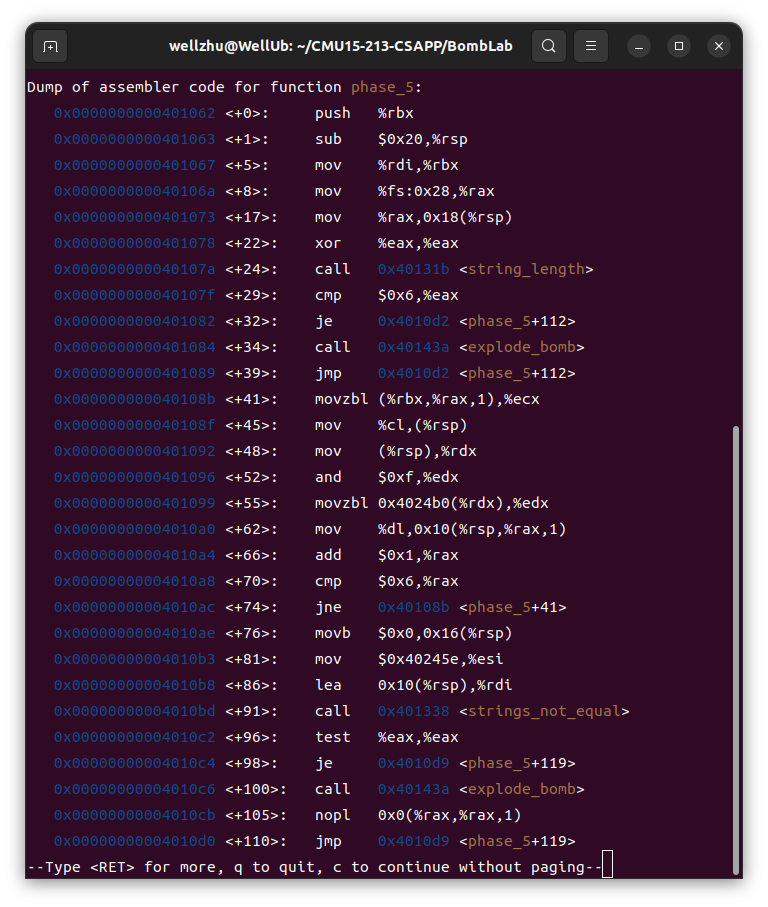 wellzhu@WellUb: ~/CMU15-213-CSAPP/BombLab
Dump of assembler code for function phase_5:
   0x0000000000401062 <+0>:     push   %rbx
   0x0000000000401063 <+1>:     sub    $0x20,%rsp
   0x0000000000401067 <+5>:     mov    %rdi,%rbx
   0x000000000040106a <+8>:     mov    %fs:0x28,%rax
   0x0000000000401073 <+17>:    mov    %rax,0x18(%rsp)
   0x0000000000401078 <+22>:    xor    %eax,%eax
   0x000000000040107a <+24>:    call   0x40131b <string_length>
   0x000000000040107f <+29>:    cmp    $0x6,%eax
   0x0000000000401082 <+32>:    je     0x4010d2 <phase_5+112>
   0x0000000000401084 <+34>:    call   0x40143a <explode_bomb>
   0x0000000000401089 <+39>:    jmp    0x4010d2 <phase_5+112>
   0x000000000040108b <+41>:    movzbl (%rbx,%rax,1),%ecx
   0x000000000040108f <+45>:    mov    %cl,(%rsp)
   0x0000000000401092 <+48>:    mov    (%rsp),%rdx
   0x0000000000401096 <+52>:    and    $0xf,%edx
   0x0000000000401099 <+55>:    movzbl 0x4024b0(%rdx),%edx
   0x00000000004010a0 <+62>:    mov    %dl,0x10(%rsp,%rax,1)
   0x00000000004010a4 <+66>:    add    $0x1,%rax
   0x00000000004010a8 <+70>:    cmp    $0x6,%rax
   0x00000000004010ac <+74>:    jne    0x40108b <phase_5+41>
   0x00000000004010ae <+76>:    movb   $0x0,0x16(%rsp)
   0x00000000004010b3 <+81>:    mov    $0x40245e,%esi
   0x00000000004010b8 <+86>:    lea    0x10(%rsp),%rdi
   0x00000000004010bd <+91>:    call   0x401338 <strings_not_equal>
   0x00000000004010c2 <+96>:    test   %eax,%eax
   0x00000000004010c4 <+98>:    je     0x4010d9 <phase_5+119>
   0x00000000004010c6 <+100>:   call   0x40143a <explode_bomb>
   0x00000000004010cb <+105>:   nopl   0x0(%rax,%rax,1)
   0x00000000004010d0 <+110>:   jmp    0x4010d9 <phase_5+119>
--Type <RET> for more, q to quit, c to continue without paging--